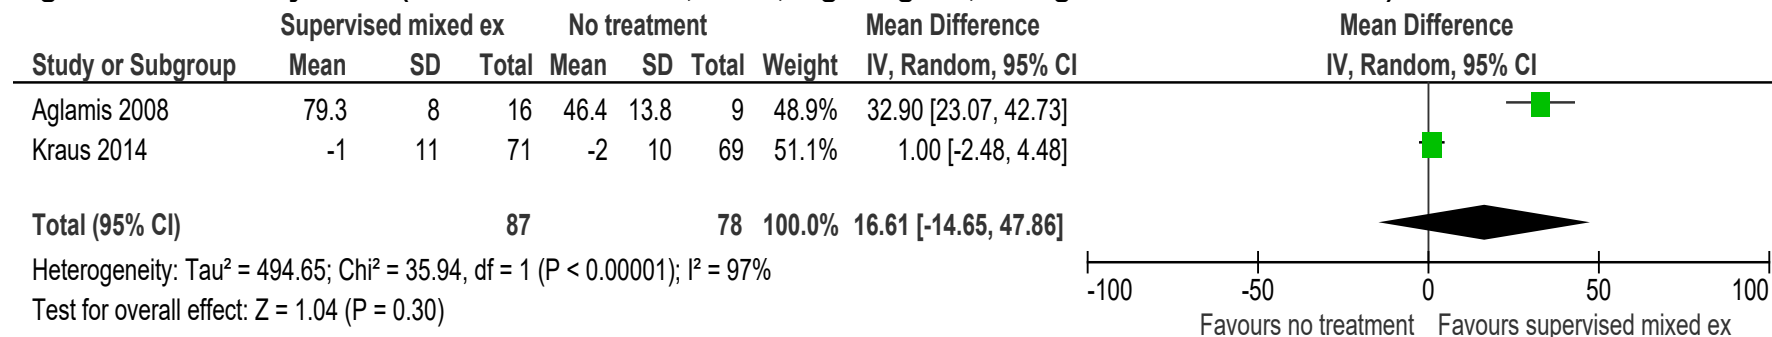 Supervised mixed ex No treatment Mean Difference Mean Difference
Study or Subgroup Mean SD Total Mean SD Total Weight IV, Random, 95% CI IV, Random, 95% CI
Aglamis 2008 79.3 8 16 46.4 13.8 9 48.9% 32.90 [23.07, 42.73]
Kraus 2014 -1 11 71 -2 10 69 51.1% 1.00 [-2.48, 4.48]
Total (95% CI) 87 78 100.0% 16.61 [-14.65, 47.86]
Heterogeneity: Tau² = 494.65; Chi² = 35.94, df = 1 (P < 0.00001); I² = 97%
Test for overall effect: Z = 1.04 (P = 0.30)
-100 -50 0 50 100
Favours no treatment Favours supervised mixed ex